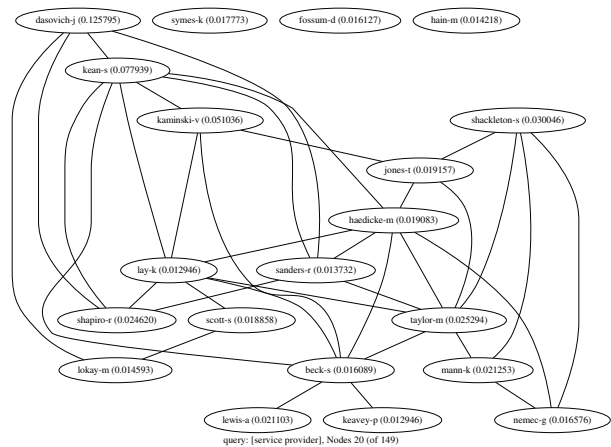 dasovich-j (0.125795)
symes-k (0.017773)
fossum-d (0.016127)
hain-m (0.014218)
kean-s (0.077939)
kaminski-v (0.051036)
shackleton-s (0.030046)
jones-t (0.019157)
haedicke-m (0.019083)
lay-k (0.012946)
sanders-r (0.013732)
shapiro-r (0.024620)
scott-s (0.018858)
taylor-m (0.025294)
lokay-m (0.014593)
beck-s (0.016089)
mann-k (0.021253)
lewis-a (0.021103)
keavey-p (0.012946)
nemec-g (0.016576)
query: [service provider], Nodes 20 (of 149)